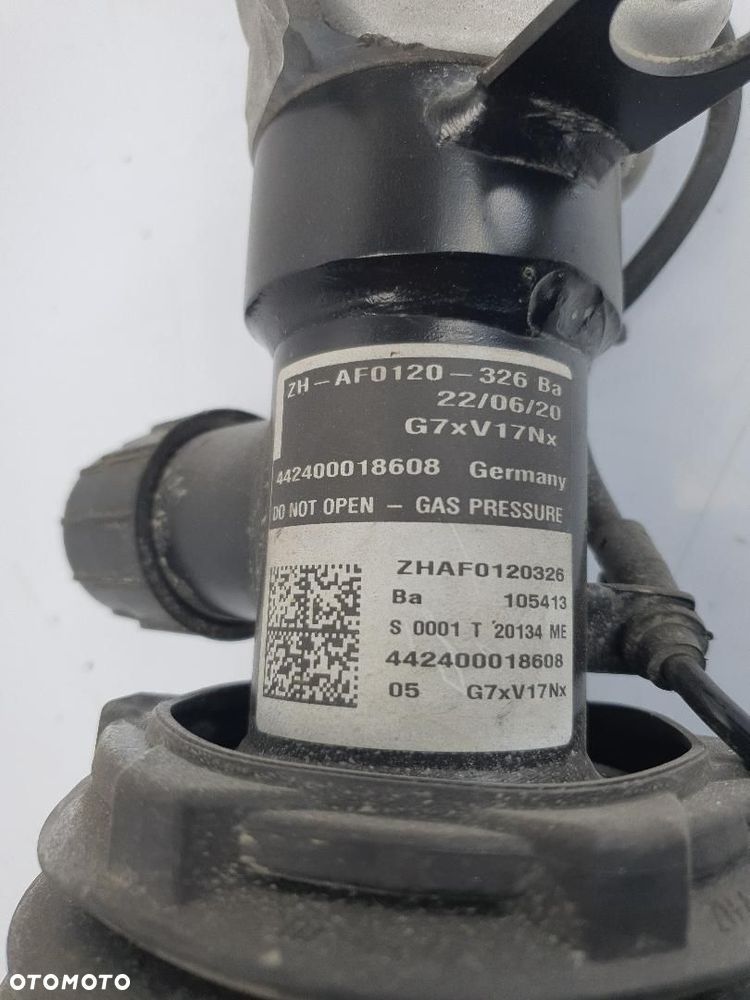 ZH-AF0120-326 Ba
22/06/20
G7xV17Nx
442400018608 Germany
DO NOT OPEN - GAS PRESSURE
ZHAF0120326
Ba 105413
S 0001 T 20134 ME
442400018608
05 G7xV17Nx
OTOMOTO